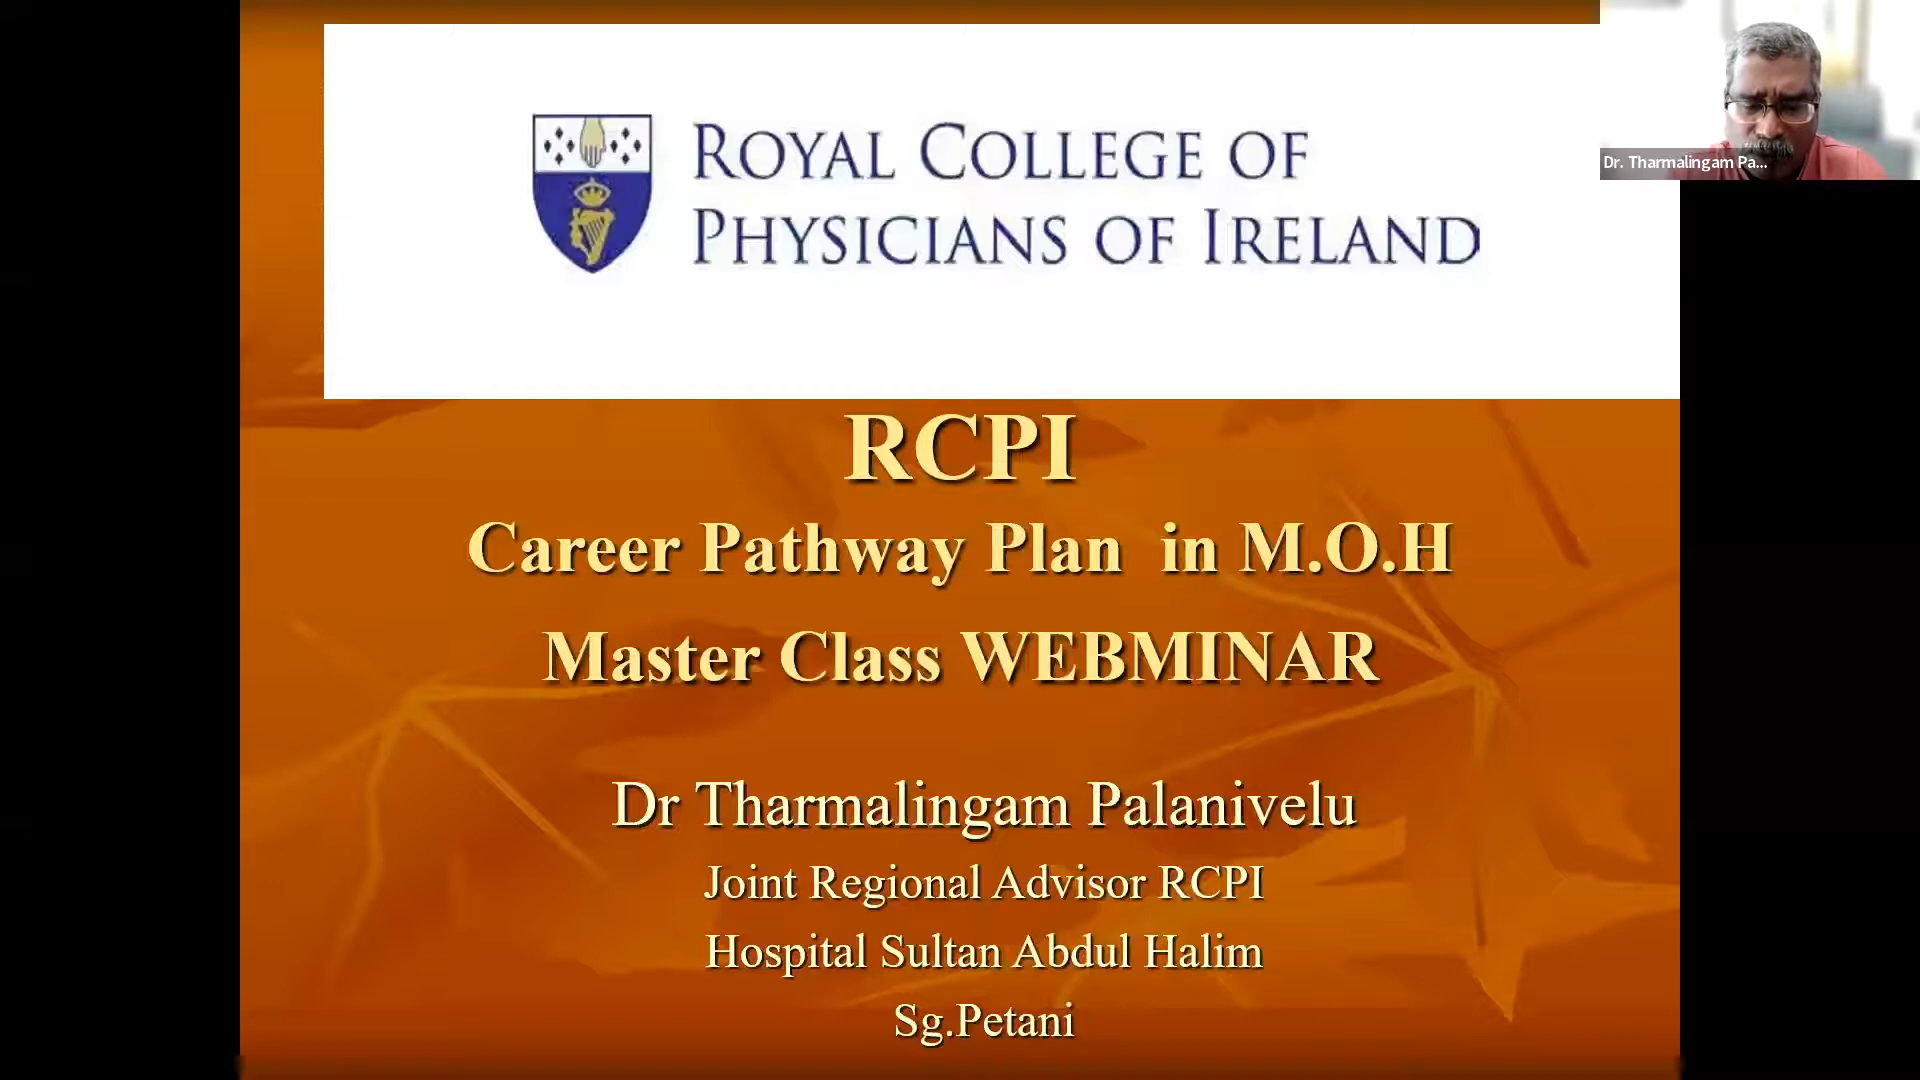 ROYAL COLLEGE OF
PHYSICIANS OF IRELAND
Dr. Tharmalingam Pa...
RCPI
Career Pathway Plan in M.O.H
Master Class WEBMINAR
Dr Tharmalingam Palanivelu
Joint Regional Advisor RCPI
Hospital Sultan Abdul Halim
Sg.Petani